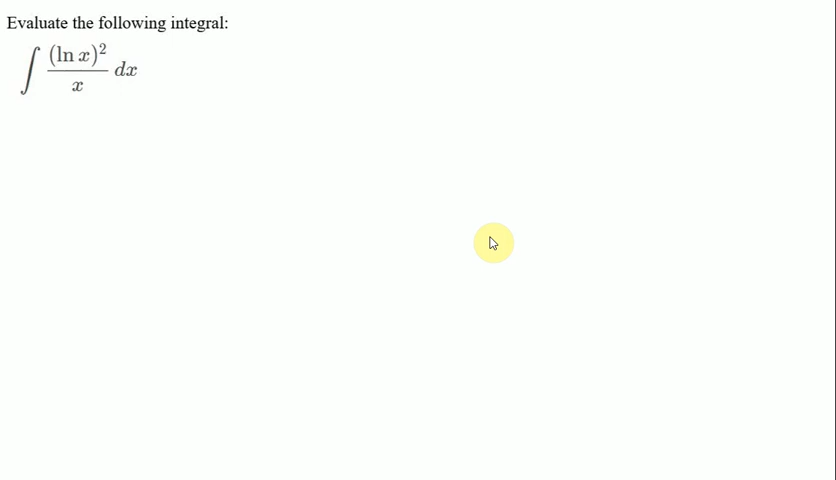 Evaluate the following integral:
∫ (ln x)² / x dx